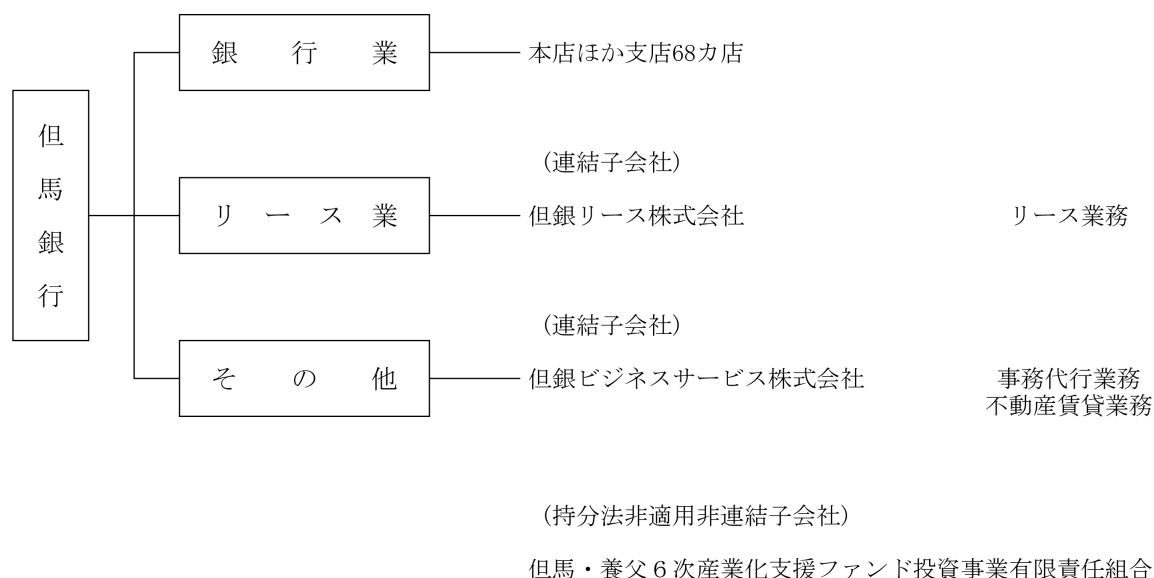 但馬銀行
銀行業
本店ほか支店68カ店
（連結子会社）
リース業
但銀リース株式会社
リース業務
（連結子会社）
その他
但銀ビジネスサービス株式会社
事務代行業務
不動産賃貸業務
（持分法非適用非連結子会社）
但馬・養父６次産業化支援ファンド投資事業有限責任組合